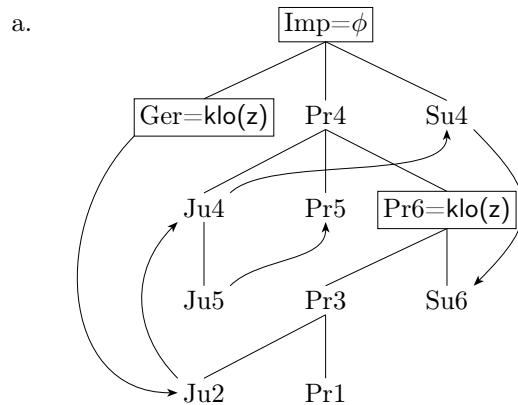 a.
Imp=ϕ
Ger=klo(z) Pr4 Su4
Ju4 Pr5 Pr6=klo(z)
Ju5 Pr3 Su6
Ju2 Pr1